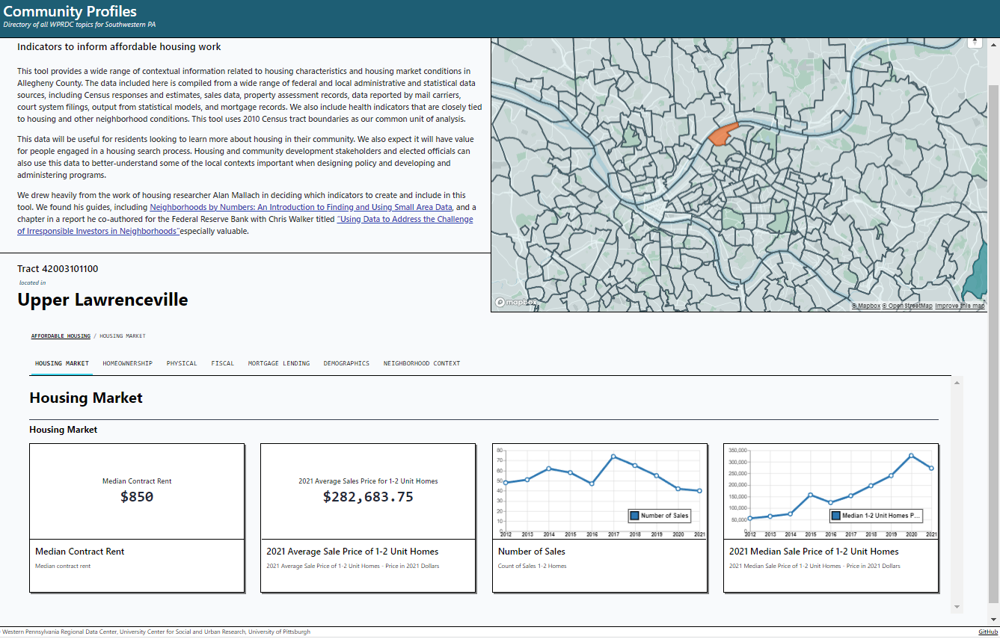 Community Profiles
Directory of all WPRDC topics for Southwestern PA
Indicators to inform affordable housing work
This tool provides a wide range of contextual information related to housing characteristics and housing market conditions in
Allegheny County. The data included here is compiled from a wide range of federal and local administrative and statistical data
sources, including Census responses and estimates, sales data, property assessment records, data reported by mail carriers,
court system filings, output from statistical models, and mortgage records. We also include health indicators that are closely tied
to housing and other neighborhood conditions. This tool uses 2010 Census tract boundaries as our common unit of analysis.
This data will be useful for residents looking to learn more about housing in their community. We also expect it will have value
for people engaged in a housing search process. Housing and community development stakeholders and elected officials can
also use this data to better-understand some of the local contexts important when designing policy and developing and
administering programs.
We drew heavily from the work of housing researcher Alan Mallach in deciding which indicators to create and include in this
tool. We found his guides, including Neighborhoods by Numbers: An Introduction to Finding and Using Small Area Data, and a
chapter in a report he co-authored for the Federal Reserve Bank with Chris Walker titled “Using Data to Address the Challenge
of Irresponsible Investors in Neighborhoods”especially valuable.
mapbox
© Mapbox © OpenStreetMap Improve this map
Tract 42003101100
located in
Upper Lawrenceville
AFFORDABLE HOUSING / HOUSING MARKET
HOUSING MARKET HOMEOWNERSHIP PHYSICAL FISCAL MORTGAGE LENDING DEMOGRAPHICS NEIGHBORHOOD CONTEXT
Housing Market
Housing Market
Median Contract Rent
$850
Median Contract Rent
Median contract rent
2021 Average Sales Price for 1-2 Unit Homes
$282,683.75
2021 Average Sale Price of 1-2 Unit Homes
2021 Average Sale Price of 1-2 Unit Homes - Price in 2021 Dollars
80
70
60
50
40
30
20
10
0
2012 2013 2014 2015 2016 2017 2018 2019 2020 2021
Number of Sales
Number of Sales
Count of Sales 1-2 Homes
350,000
300,000
250,000
200,000
150,000
100,000
50,000
0
2012 2013 2014 2015 2016 2017 2018 2019 2020 2021
Median 1-2 Unit Homes P...
2021 Median Sale Price of 1-2 Unit Homes
2021 Median Sale Price of 1-2 Unit Homes - Price in 2021 Dollars
Western Pennsylvania Regional Data Center, University Center for Social and Urban Research, University of Pittsburgh
GitHub